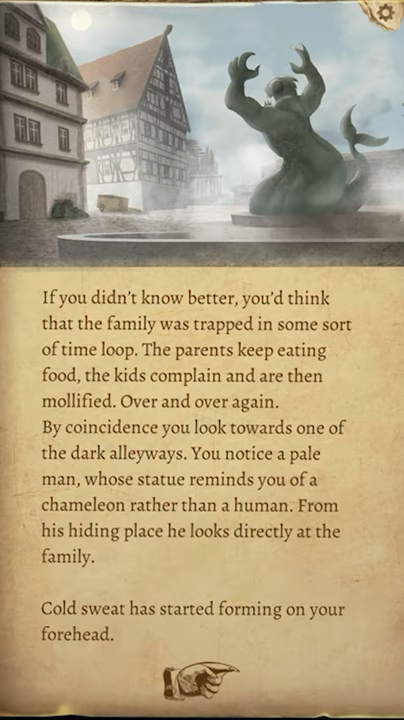 If you didn’t know better, you’d think
that the family was trapped in some sort
of time loop. The parents keep eating
food, the kids complain and are then
mollified. Over and over again.
By coincidence you look towards one of
the dark alleyways. You notice a pale
man, whose statue reminds you of a
chameleon rather than a human. From
his hiding place he looks directly at the
family.
Cold sweat has started forming on your
forehead.